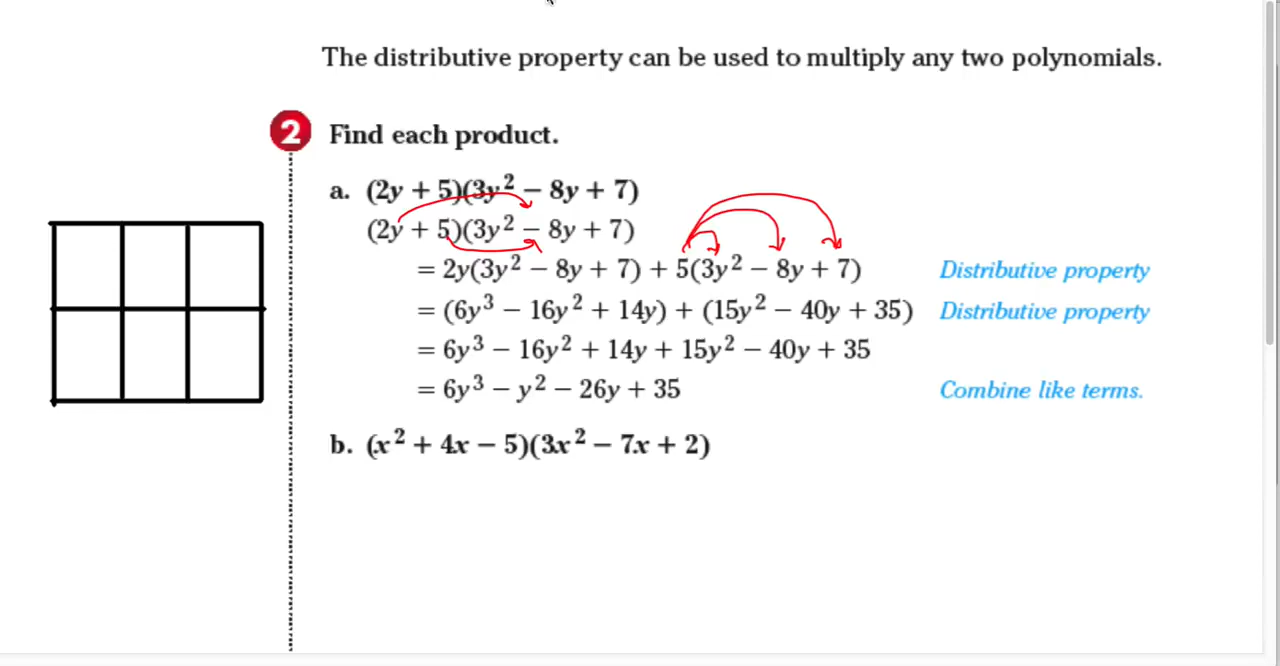 The distributive property can be used to multiply any two polynomials.
2 Find each product.
a. (2y + 5)(3y² − 8y + 7)
(2y + 5)(3y² − 8y + 7)
= 2y(3y² − 8y + 7) + 5(3y² − 8y + 7) Distributive property
= (6y³ − 16y² + 14y) + (15y² − 40y + 35) Distributive property
= 6y³ − 16y² + 14y + 15y² − 40y + 35
= 6y³ − y² − 26y + 35 Combine like terms.
b. (x² + 4x − 5)(3x² − 7x + 2)